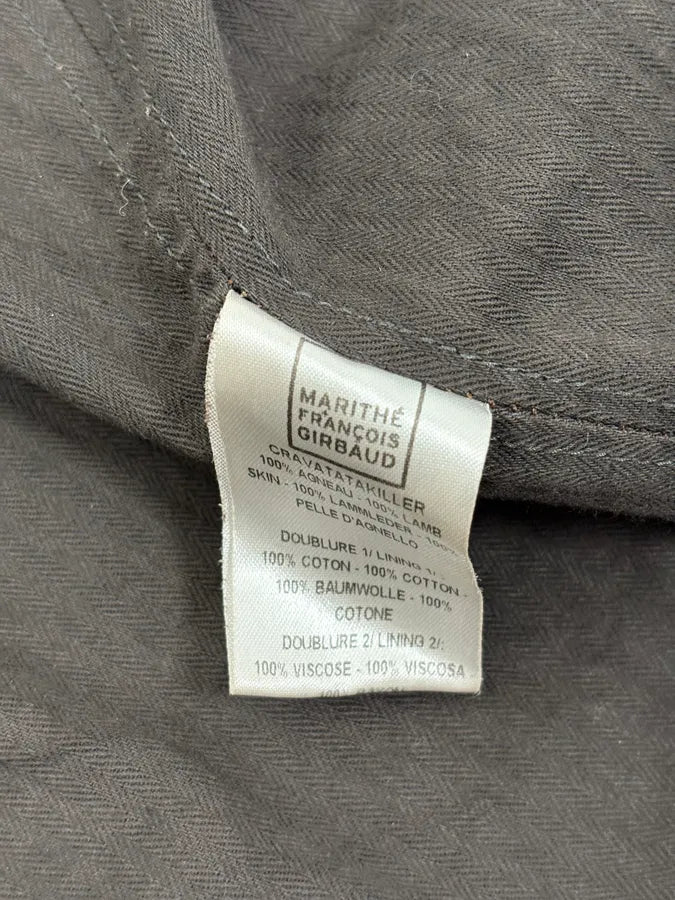 MARITHÉ
+
FRANÇOIS
GIRBAUD
CRAVATATAKILLER
100% AGNEAU - 100% LAMB
SKIN - 100% LAMMLEDER - 100%
PELLE D'AGNELLO
DOUBLURE 1/ LINING 1/
100% COTON - 100% COTTON -
100% BAUMWOLLE - 100%
COTONE
DOUBLURE 2/ LINING 2/:
100% VISCOSE - 100% VISCOSA